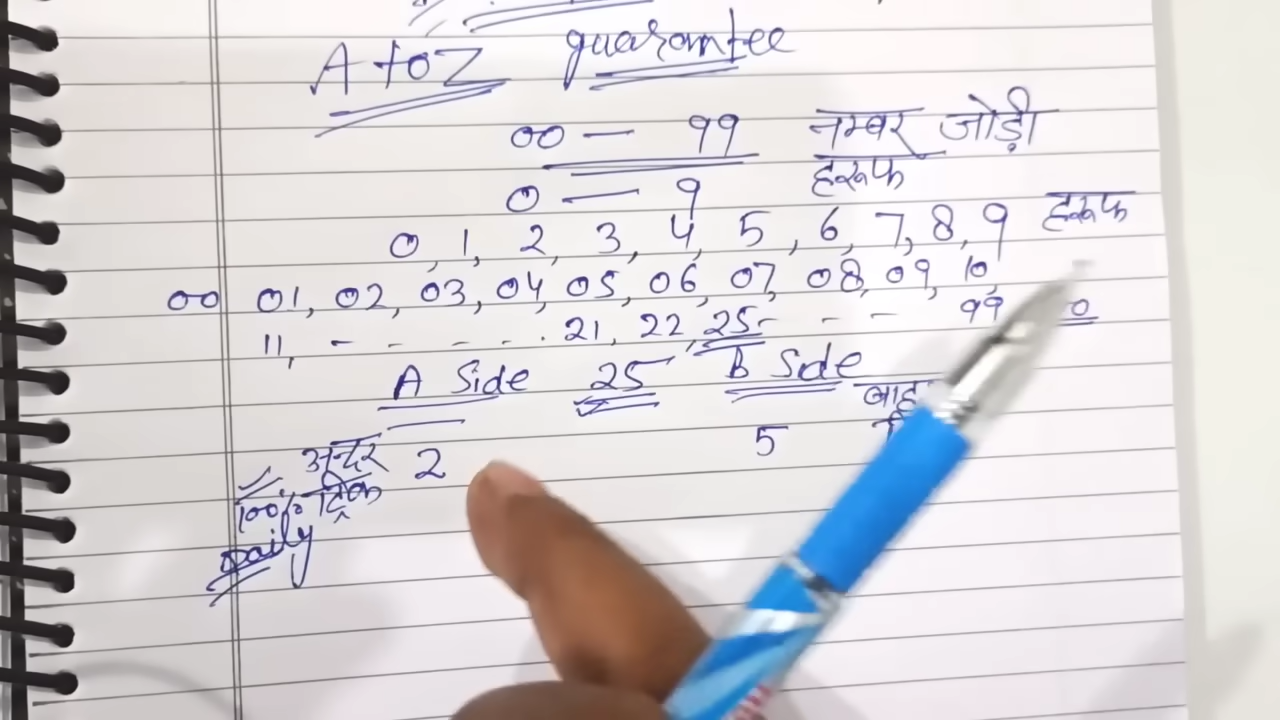 A to Z guarantee
00 — 99 नम्बर जोड़ी
0 — 9 हरूफ
0, 1, 2, 3, 4, 5, 6, 7, 8, 9 हरूफ
00 01, 02, 03, 04, 05, 06, 07, 08, 09, 10,
11, - - - - . 21, 22, 25 - - - 99
A Side 25 B Side
अन्दर 2 5
100% ट्रिक
Daily